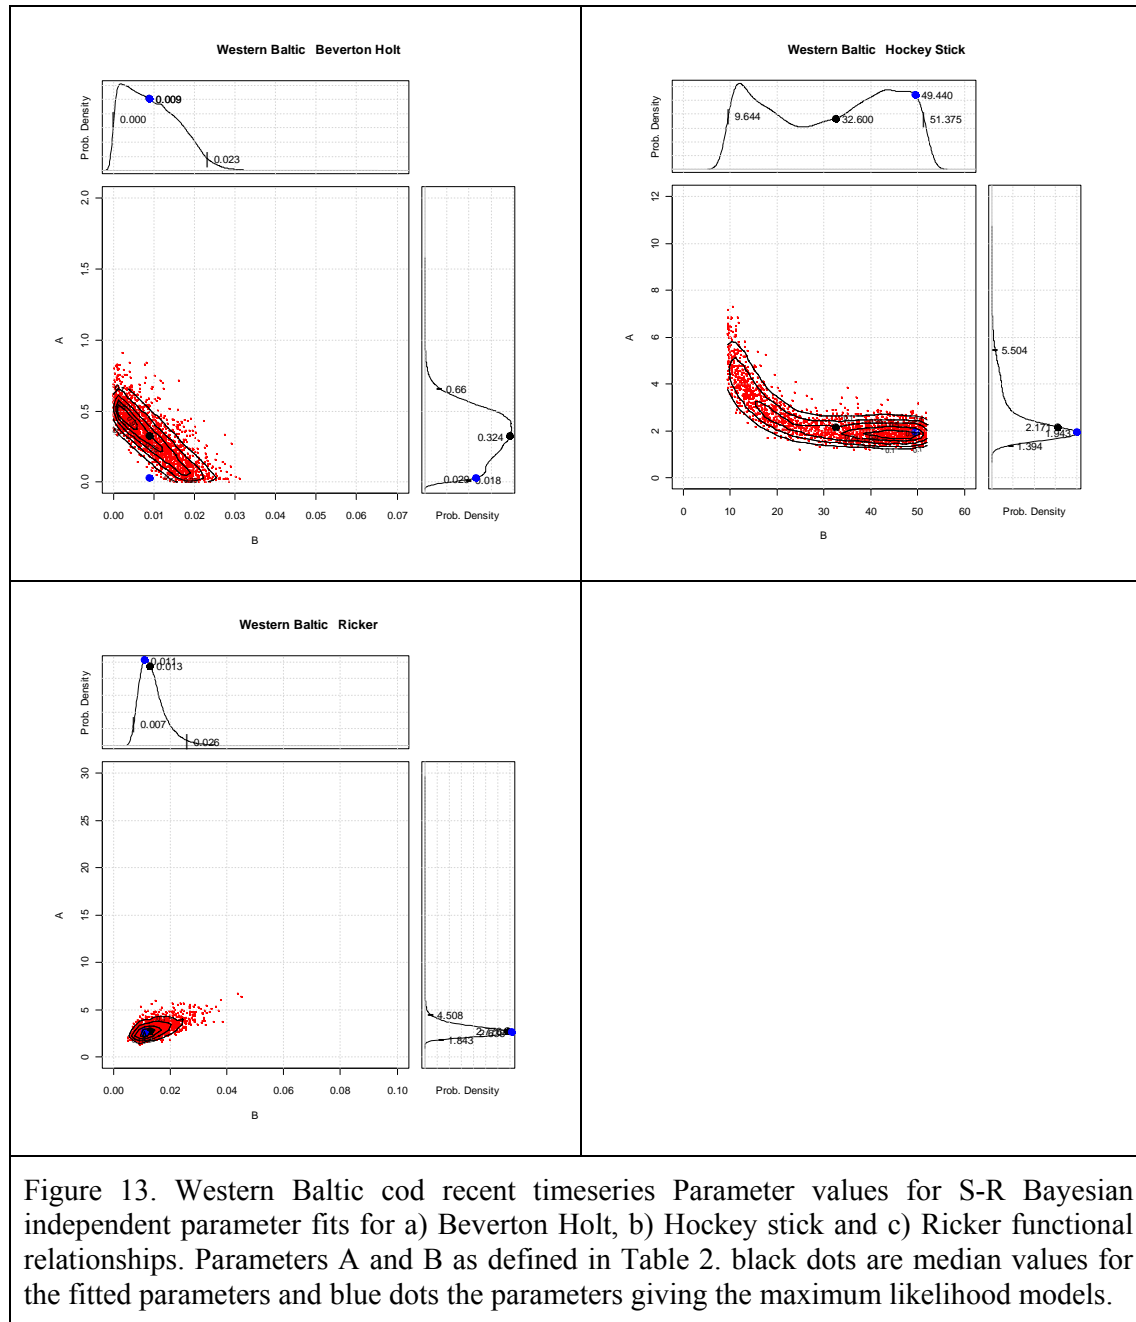 Western Baltic Beverton Holt
Prob. Density
0.009
0.000
0.023
A
2.0
1.5
1.0
0.5
0.0
0.66
0.324
0.018
0.00 0.01 0.02 0.03 0.04 0.05 0.06 0.07
Prob. Density
B
Western Baltic Hockey Stick
Prob. Density
9.644
32.600
49.440
51.375
A
12
10
8
6
4
2
0
0.1
5.504
1.943
1.394
0 10 20 30 40 50 60
Prob. Density
B
Western Baltic Ricker
Prob. Density
0.011
0.013
0.007
0.026
A
30
25
20
15
10
5
0
4.508
1.843
0.00 0.02 0.04 0.06 0.08 0.10
Prob. Density
B
Figure 13. Western Baltic cod recent timeseries Parameter values for S-R Bayesian
independent parameter fits for a) Beverton Holt, b) Hockey stick and c) Ricker functional
relationships. Parameters A and B as defined in Table 2. black dots are median values for
the fitted parameters and blue dots the parameters giving the maximum likelihood models.